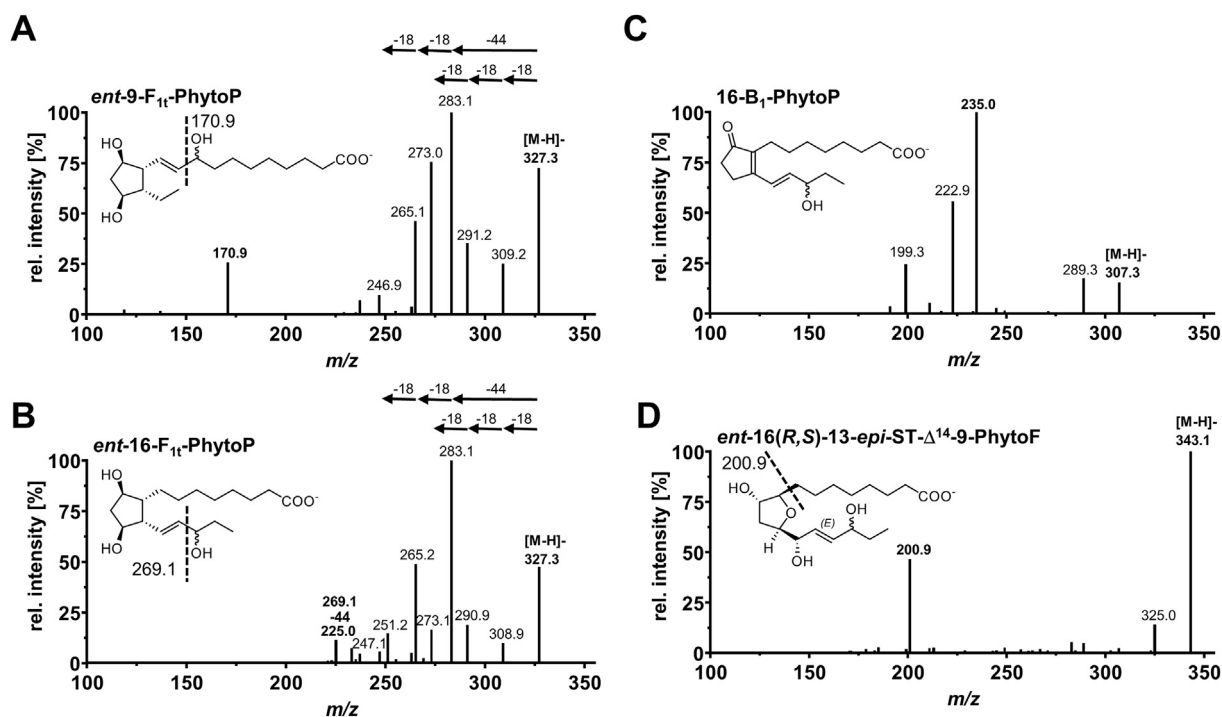 A
-18 -18 -44
-18 -18 -18
ent-9-F1t-PhytoP
170.9
OH
HO
COO-
HO
283.1
[M-H]-
327.3
273.0
265.1
291.2
309.2
170.9
246.9
rel. intensity [%]
100
75
50
25
0
100 150 200 250 300 350
m/z
C
16-B1-PhytoP
O
COO-
OH
235.0
222.9
199.3
289.3
[M-H]-
307.3
rel. intensity [%]
100
75
50
25
0
100 150 200 250 300 350
m/z
B
-18 -18 -44
-18 -18 -18
ent-16-F1t-PhytoP
HO
COO-
HO
OH
269.1
283.1
[M-H]-
327.3
265.2
269.1
-44
225.0
251.2
247.1
273.1
290.9
308.9
rel. intensity [%]
100
75
50
25
0
100 150 200 250 300 350
m/z
D
[M-H]-
343.1
ent-16(R,S)-13-epi-ST-Δ14-9-PhytoF
200.9
HO
COO-
O
(E)
OH
H
OH
200.9
325.0
rel. intensity [%]
100
75
50
25
0
100 150 200 250 300 350
m/z